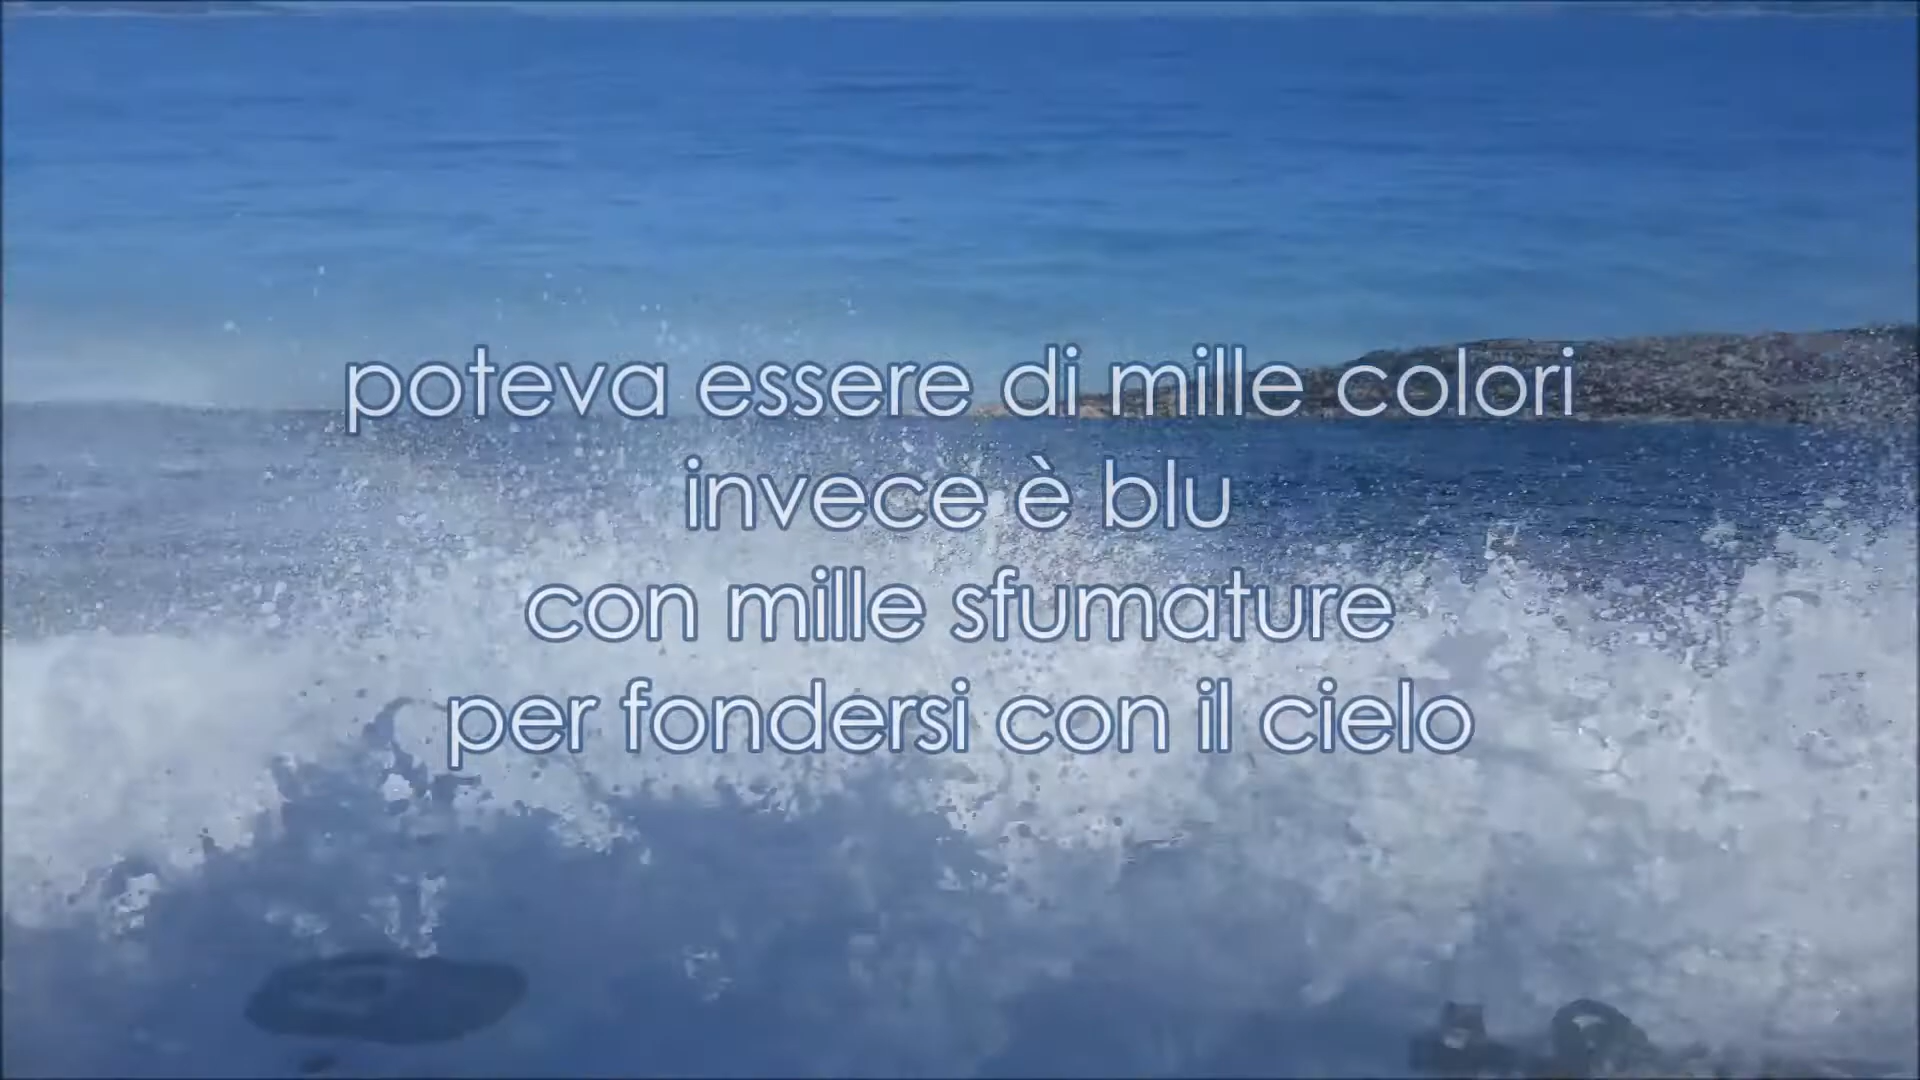 poteva essere di mille colori
invece è blu
con mille sfumature
per fondersi con il cielo